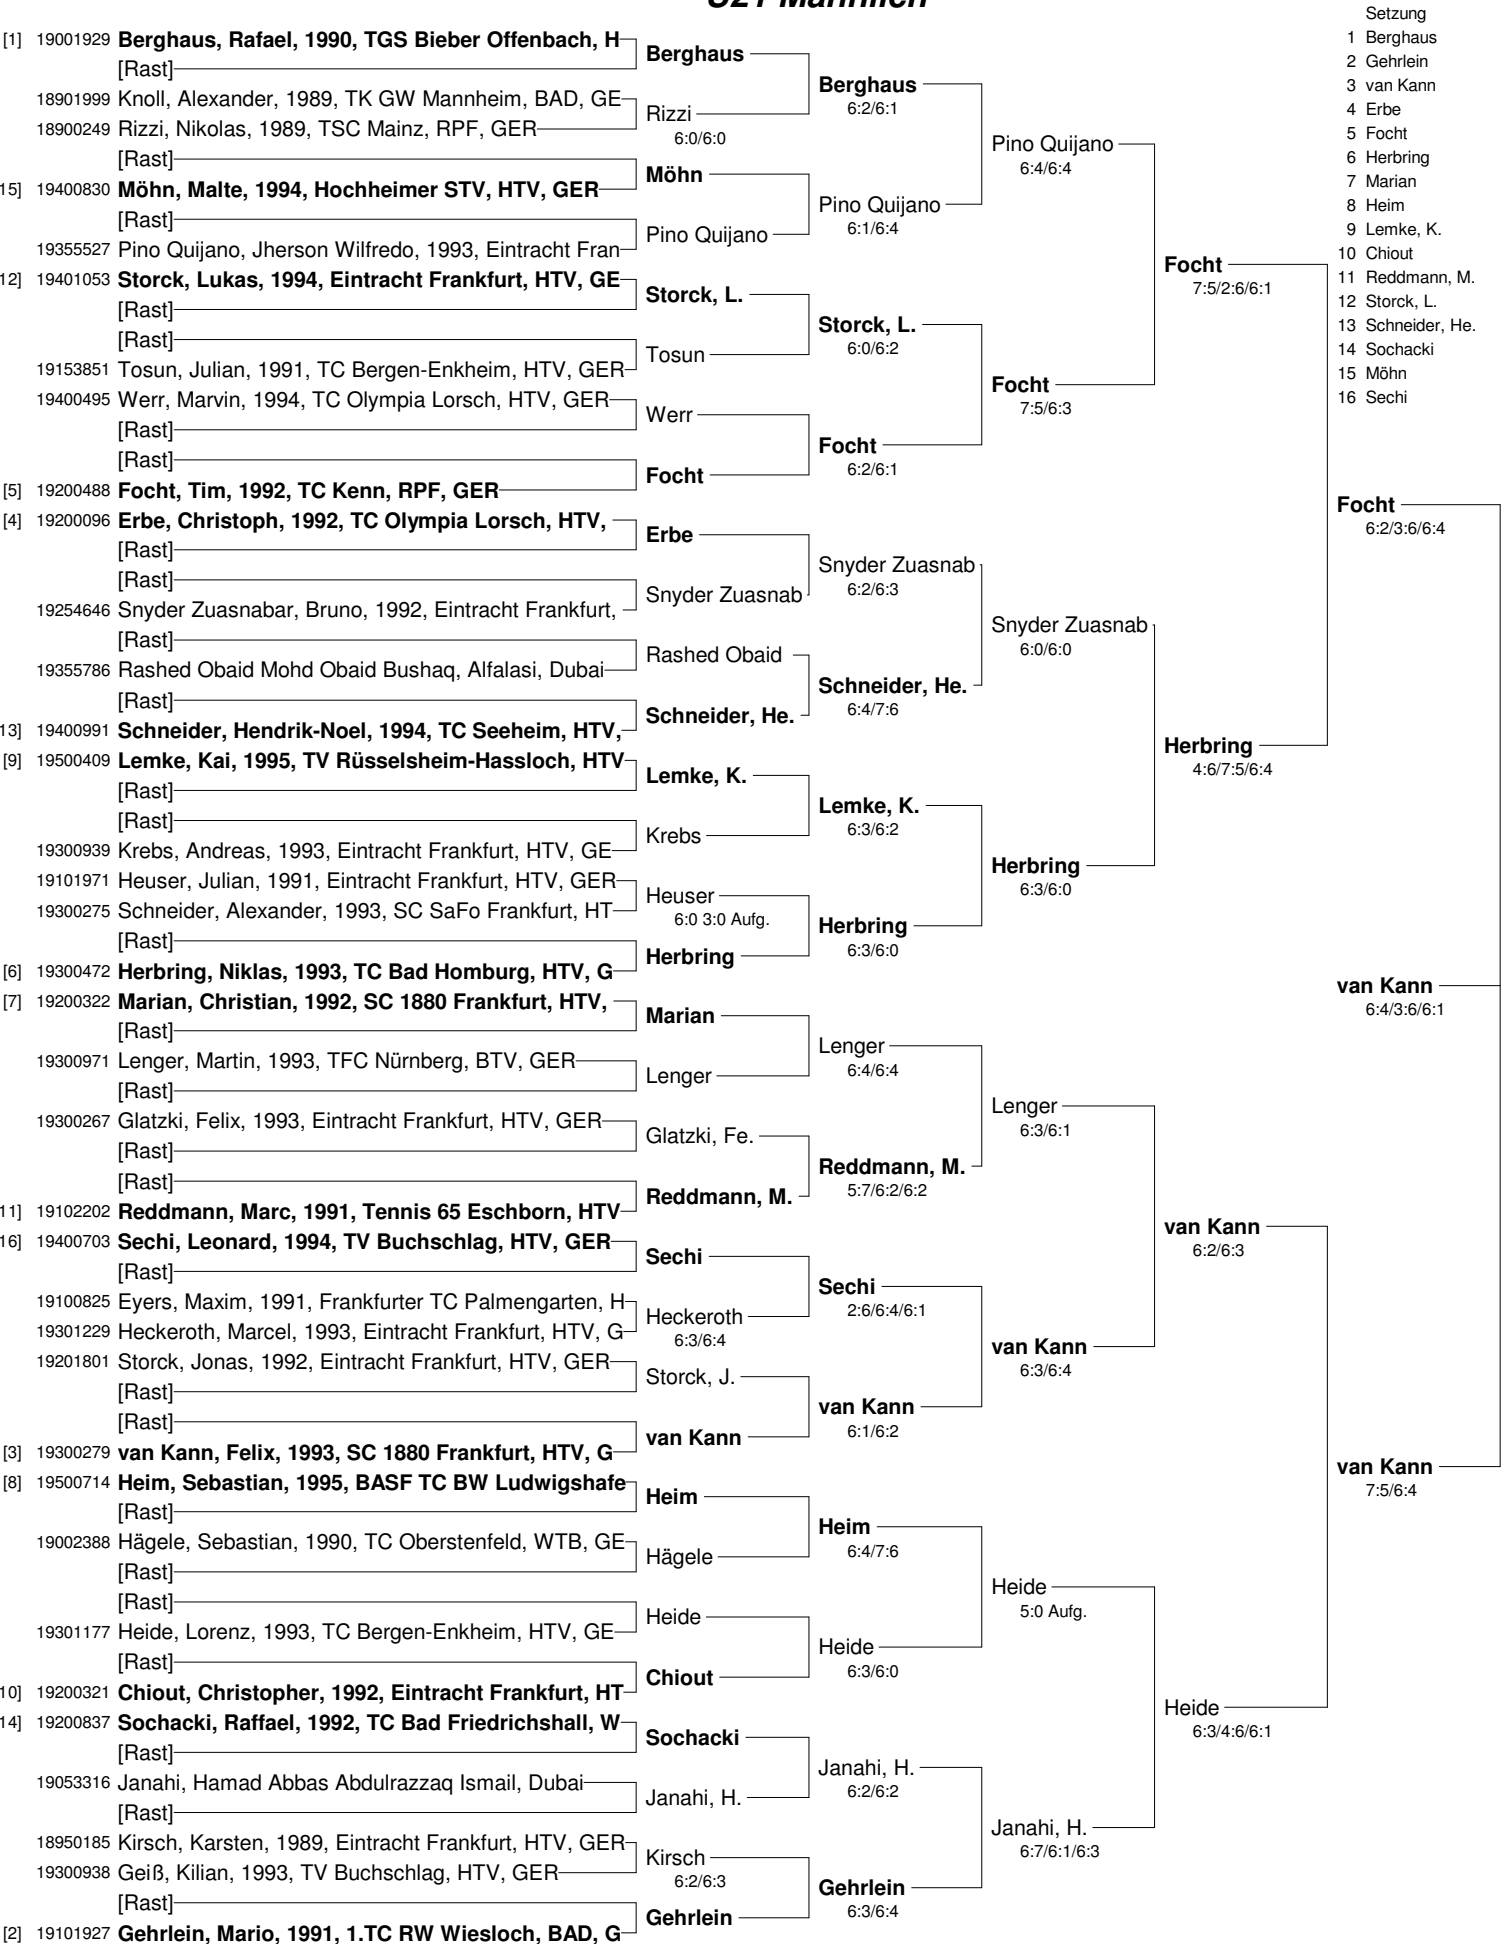 [1] 19001929 Berghaus, Rafael, 1990, TGS Bieber Offenbach, H
[Rast]
18901999 Knoll, Alexander, 1989, TK GW Mannheim, BAD, GE
18900249 Rizzi, Nikolas, 1989, TSC Mainz, RPF, GER
[Rast]
15] 19400830 Möhn, Malte, 1994, Hochheimer STV, HTV, GER
[Rast]
19355527 Pino Quijano, Jherson Wilfredo, 1993, Eintracht Fran
12] 19401053 Storck, Lukas, 1994, Eintracht Frankfurt, HTV, GE
[Rast]
[Rast]
19153851 Tosun, Julian, 1991, TC Bergen-Enkheim, HTV, GER
19400495 Werr, Marvin, 1994, TC Olympia Lorsch, HTV, GER
[Rast]
[Rast]
[5] 19200488 Focht, Tim, 1992, TC Kenn, RPF, GER
[4] 19200096 Erbe, Christoph, 1992, TC Olympia Lorsch, HTV,
[Rast]
[Rast]
19254646 Snyder Zuasnabar, Bruno, 1992, Eintracht Frankfurt,
[Rast]
19355786 Rashed Obaid Mohd Obaid Bushaq, Alfalasi, Dubai
[Rast]
13] 19400991 Schneider, Hendrik-Noel, 1994, TC Seeheim, HTV,
[9] 19500409 Lemke, Kai, 1995, TV Rüsselsheim-Hassloch, HTV
[Rast]
[Rast]
19300939 Krebs, Andreas, 1993, Eintracht Frankfurt, HTV, GE
19101971 Heuser, Julian, 1991, Eintracht Frankfurt, HTV, GER
19300275 Schneider, Alexander, 1993, SC SaFo Frankfurt, HT
[Rast]
[6] 19300472 Herbring, Niklas, 1993, TC Bad Homburg, HTV, G
[7] 19200322 Marian, Christian, 1992, SC 1880 Frankfurt, HTV,
[Rast]
19300971 Lenger, Martin, 1993, TFC Nürnberg, BTV, GER
[Rast]
19300267 Glatzki, Felix, 1993, Eintracht Frankfurt, HTV, GER
[Rast]
[Rast]
11] 19102202 Reddmann, Marc, 1991, Tennis 65 Eschborn, HTV
16] 19400703 Sechi, Leonard, 1994, TV Buchschlag, HTV, GER
[Rast]
19100825 Eyers, Maxim, 1991, Frankfurter TC Palmengarten, H
19301229 Heckeroth, Marcel, 1993, Eintracht Frankfurt, HTV, G
19201801 Storck, Jonas, 1992, Eintracht Frankfurt, HTV, GER
[Rast]
[Rast]
[3] 19300279 van Kann, Felix, 1993, SC 1880 Frankfurt, HTV, G
[8] 19500714 Heim, Sebastian, 1995, BASF TC BW Ludwigshafe
[Rast]
19002388 Hägele, Sebastian, 1990, TC Oberstenfeld, WTB, GE
[Rast]
[Rast]
19301177 Heide, Lorenz, 1993, TC Bergen-Enkheim, HTV, GE
[Rast]
10] 19200321 Chiout, Christopher, 1992, Eintracht Frankfurt, HT
14] 19200837 Sochacki, Raffael, 1992, TC Bad Friedrichshall, W
[Rast]
19053316 Janahi, Hamad Abbas Abdulrazzaq Ismail, Dubai
[Rast]
18950185 Kirsch, Karsten, 1989, Eintracht Frankfurt, HTV, GER
19300938 Geiß, Kilian, 1993, TV Buchschlag, HTV, GER
[Rast]
[2] 19101927 Gehrlein, Mario, 1991, 1.TC RW Wiesloch, BAD, G
Berghaus
Rizzi
6:0/6:0
Möhn
Pino Quijano
Storck, L.
Tosun
Werr
Focht
Erbe
Snyder Zuasnab
Rashed Obaid
Schneider, He.
Lemke, K.
Krebs
Heuser
6:0 3:0 Aufg.
Herbring
Marian
Lenger
Glatzki, Fe.
Reddmann, M.
Sechi
Heckeroth
6:3/6:4
Storck, J.
van Kann
Heim
Hägele
Heide
Chiout
Sochacki
Janahi, H.
Kirsch
6:2/6:3
Gehrlein
Berghaus
6:2/6:1
Pino Quijano
6:1/6:4
Storck, L.
6:0/6:2
Focht
6:2/6:1
Snyder Zuasnab
6:2/6:3
Schneider, He.
6:4/7:6
Lemke, K.
6:3/6:2
Herbring
6:3/6:0
Lenger
6:4/6:4
Reddmann, M.
5:7/6:2/6:2
Sechi
2:6/6:4/6:1
van Kann
6:1/6:2
Heim
6:4/7:6
Heide
6:3/6:0
Janahi, H.
6:2/6:2
Gehrlein
6:3/6:4
Pino Quijano
6:4/6:4
Focht
7:5/6:3
Snyder Zuasnab
6:0/6:0
Herbring
6:3/6:0
Lenger
6:3/6:1
van Kann
6:3/6:4
Heide
5:0 Aufg.
Janahi, H.
6:7/6:1/6:3
Focht
7:5/2:6/6:1
Herbring
4:6/7:5/6:4
van Kann
6:2/6:3
Heide
6:3/4:6/6:1
Focht
6:2/3:6/6:4
van Kann
7:5/6:4
van Kann
6:4/3:6/6:1
Setzung
1 Berghaus
2 Gehrlein
3 van Kann
4 Erbe
5 Focht
6 Herbring
7 Marian
8 Heim
9 Lemke, K.
10 Chiout
11 Reddmann, M.
12 Storck, L.
13 Schneider, He.
14 Sochacki
15 Möhn
16 Sechi